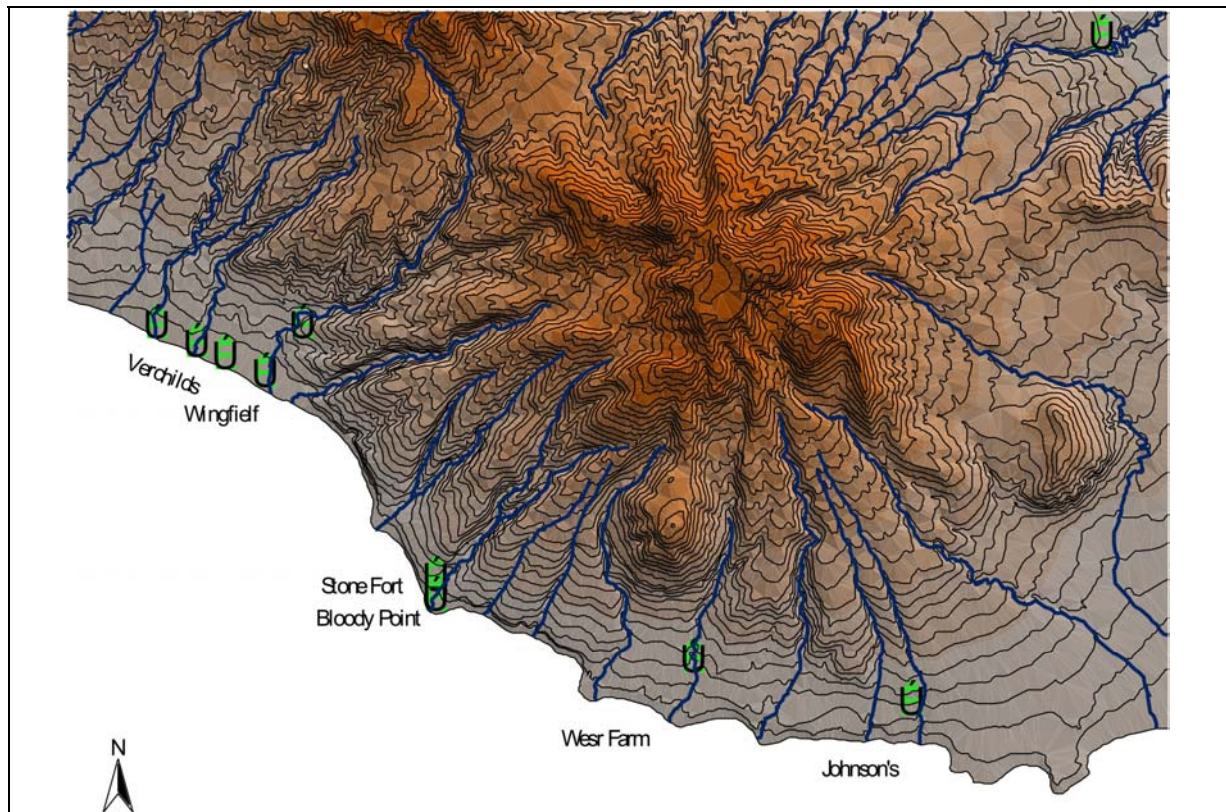 Verchilds
Wingfielf
Stone Fort
Bloody Point
Wesr Farm
Johnson's
N